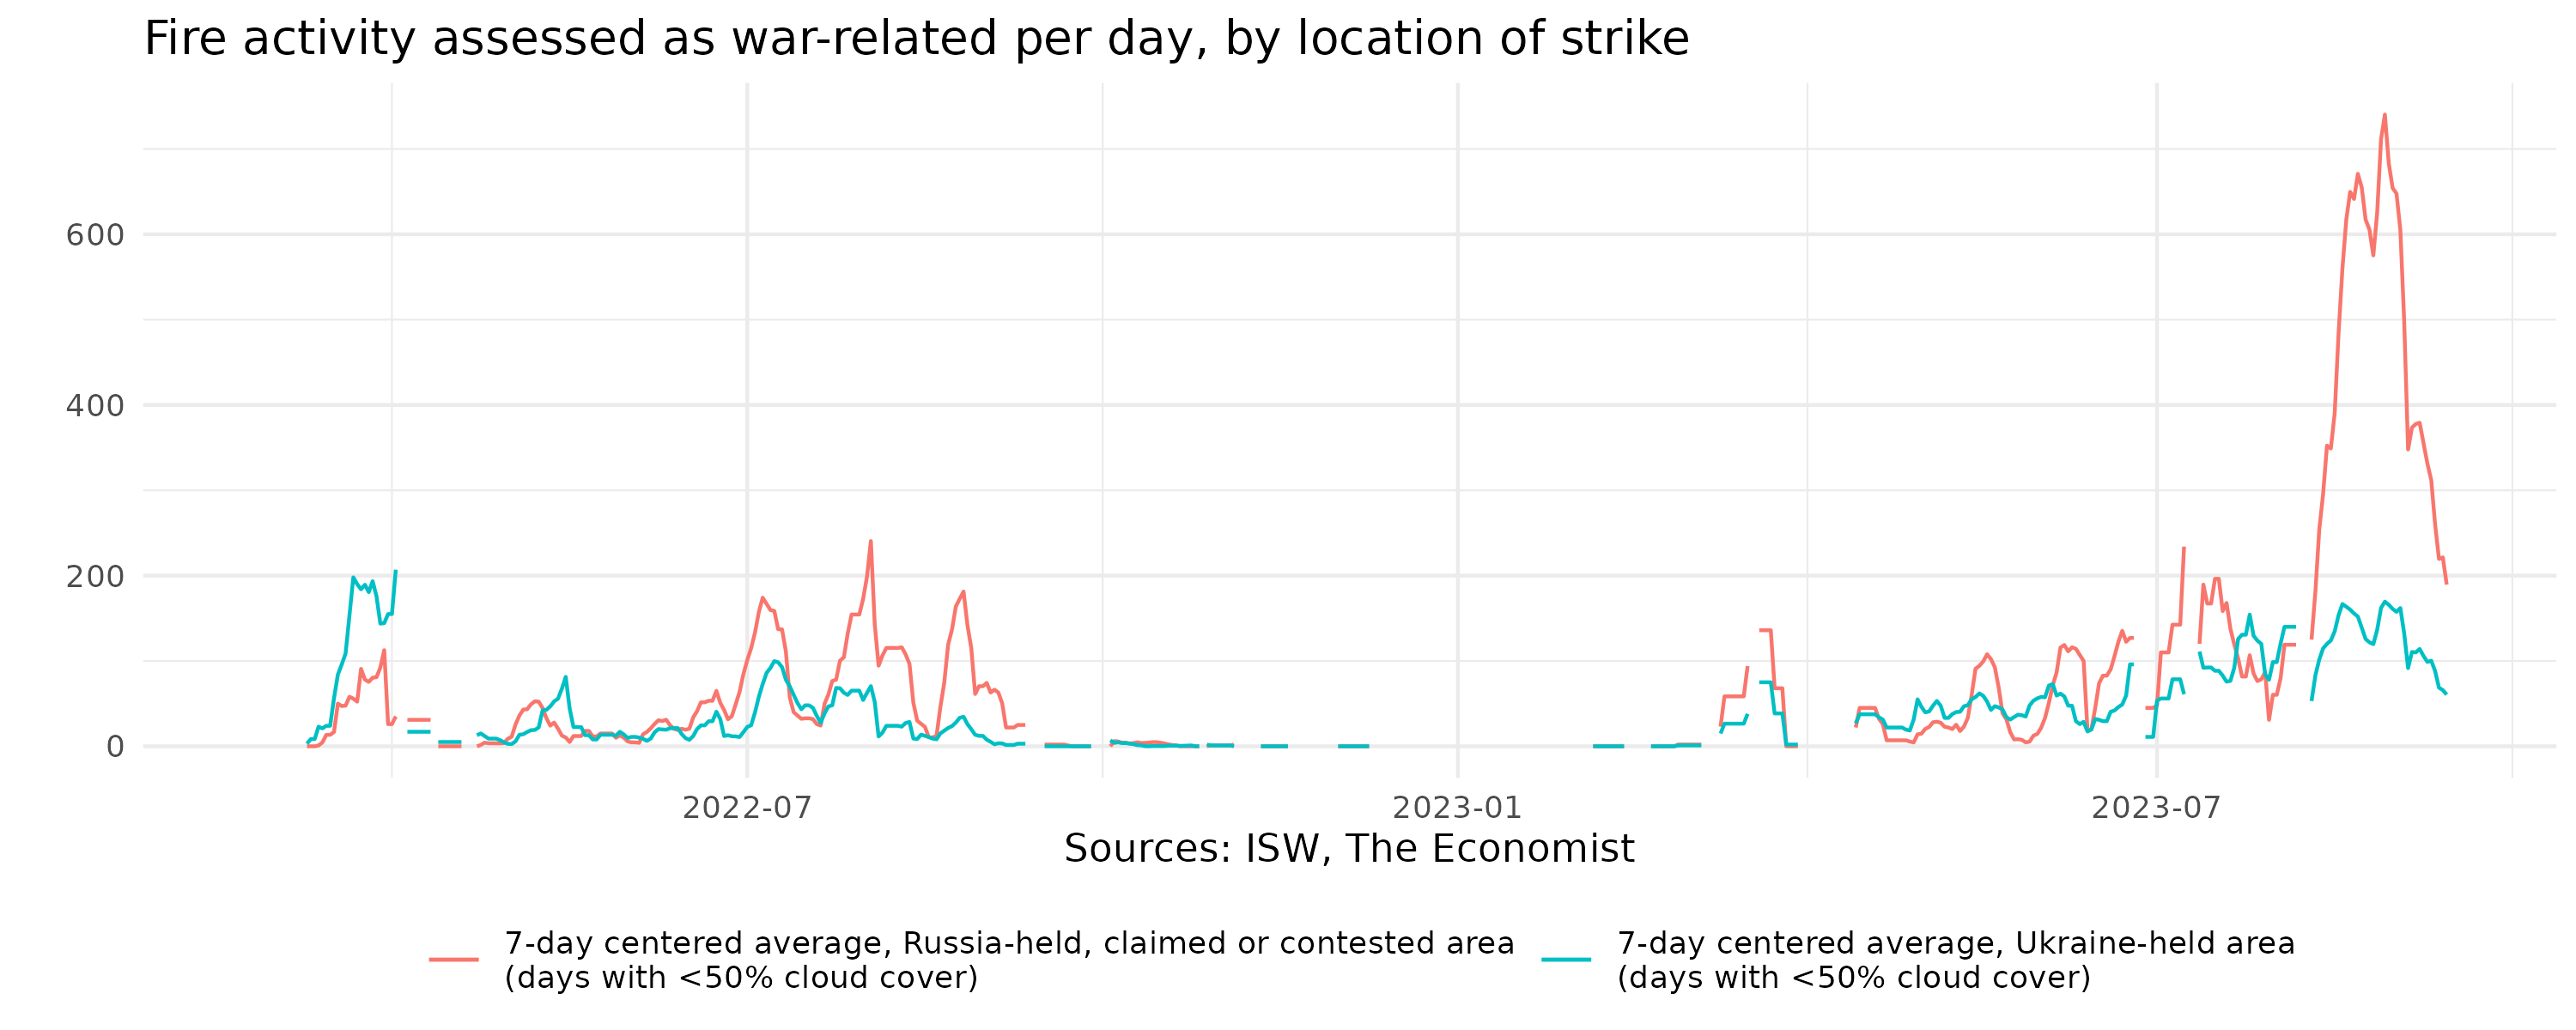 Fire activity assessed as war-related per day, by location of strike
600
400
200
0
2022-07
2023-01
2023-07
Sources: ISW, The Economist
7-day centered average, Russia-held, claimed or contested area
(days with <50% cloud cover)
7-day centered average, Ukraine-held area
(days with <50% cloud cover)